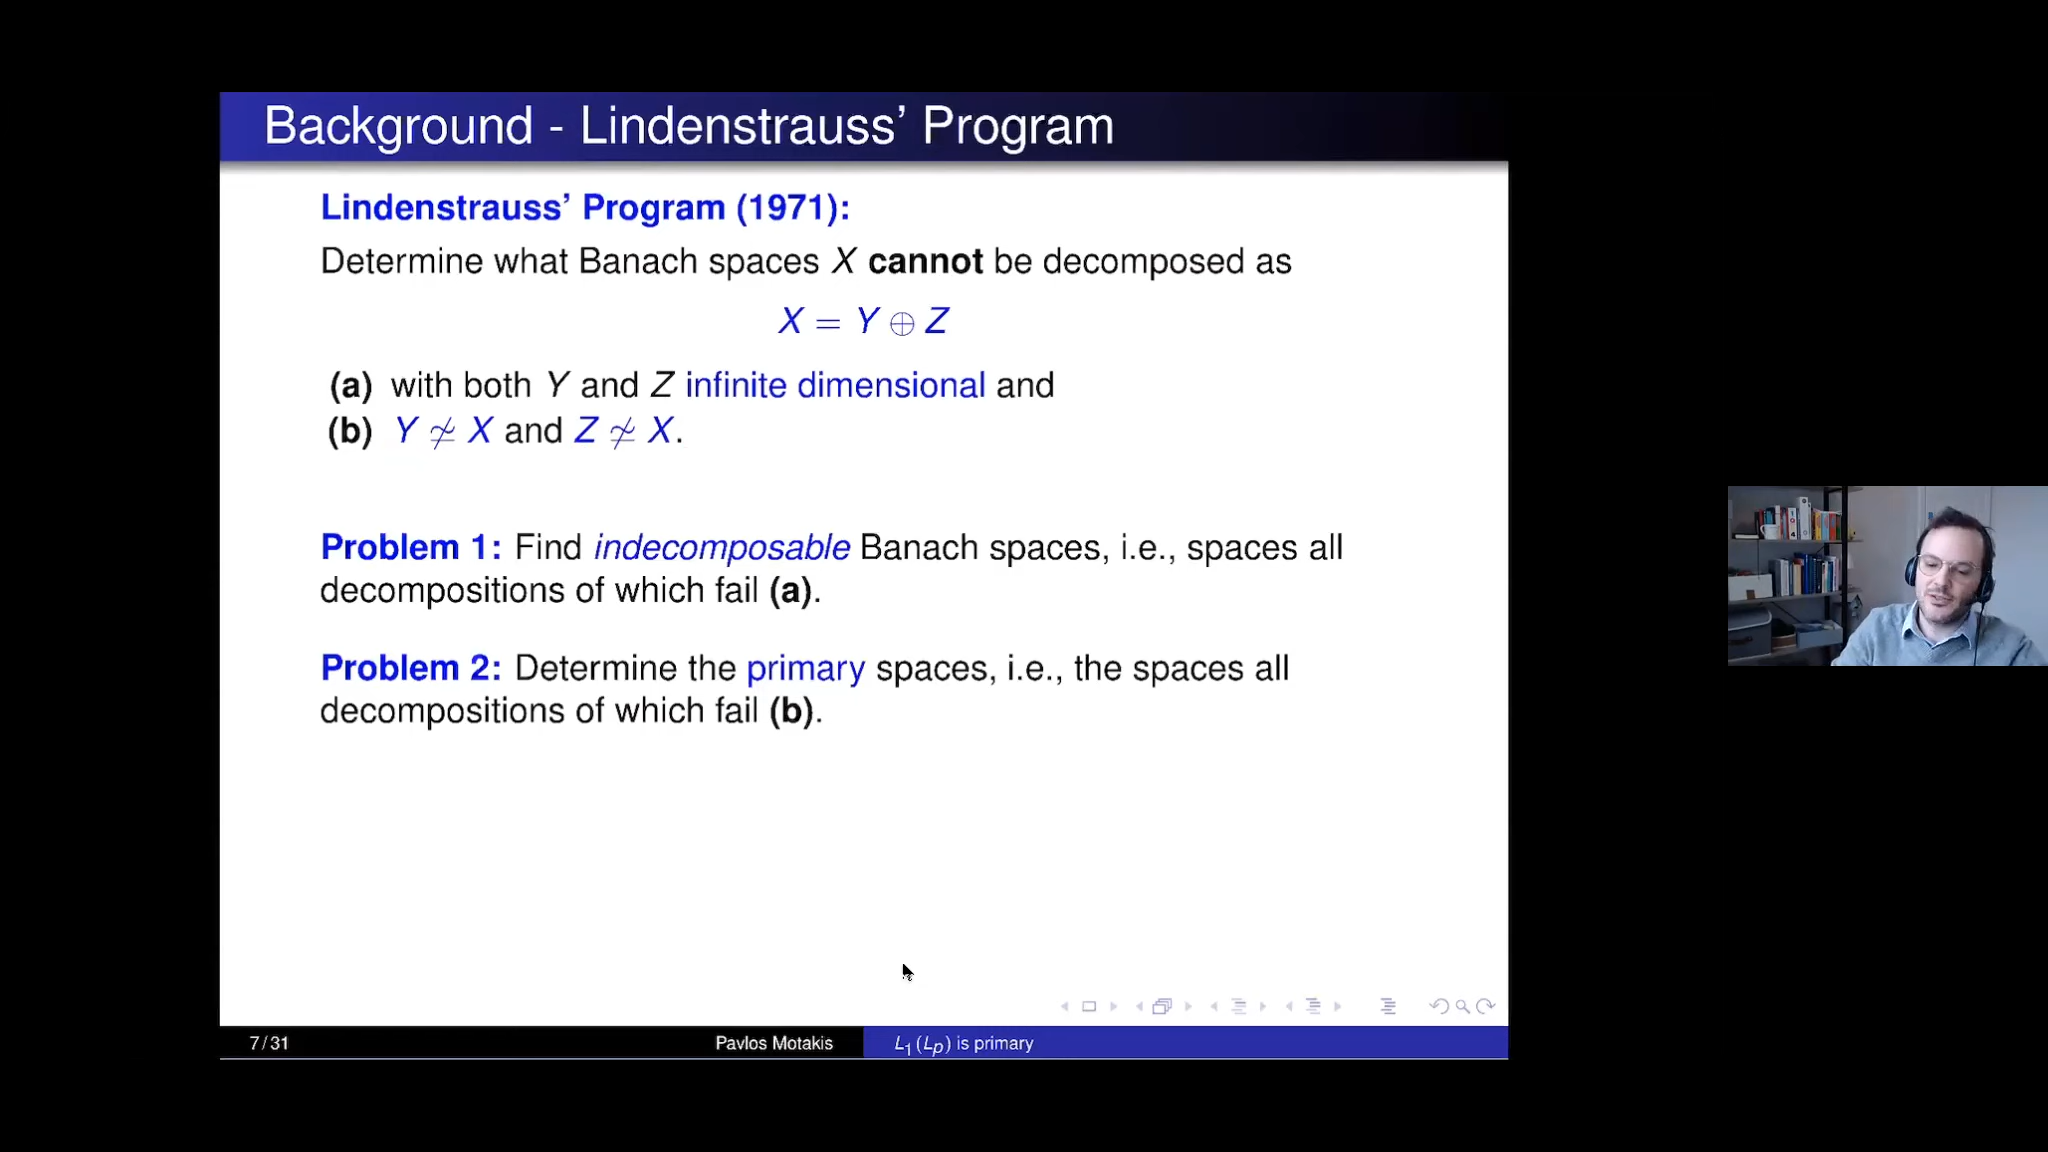 Background - Lindenstrauss’ Program
Lindenstrauss’ Program (1971):
Determine what Banach spaces X cannot be decomposed as
X = Y ⊕ Z
(a) with both Y and Z infinite dimensional and
(b) Y ≄ X and Z ≄ X.
Problem 1: Find indecomposable Banach spaces, i.e., spaces all
decompositions of which fail (a).
Problem 2: Determine the primary spaces, i.e., the spaces all
decompositions of which fail (b).
7 / 31 Pavlos Motakis L₁(Lₚ) is primary